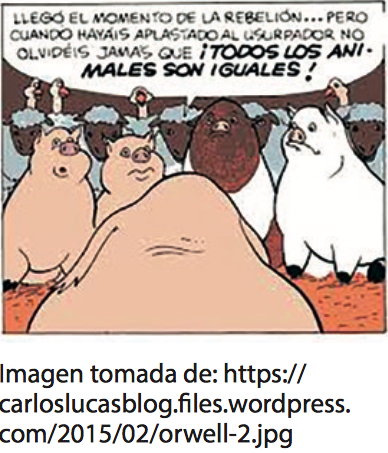 LLEGÓ EL MOMENTO DE LA REBELIÓN... PERO
CUANDO HAYÁIS APLASTADO AL USURPADOR NO
OLVIDÉIS JAMÁS QUE ¡TODOS LOS ANI-
MALES SON IGUALES!
Imagen tomada de: https://
carloslucasblog.files.wordpress.
com/2015/02/orwell-2.jpg